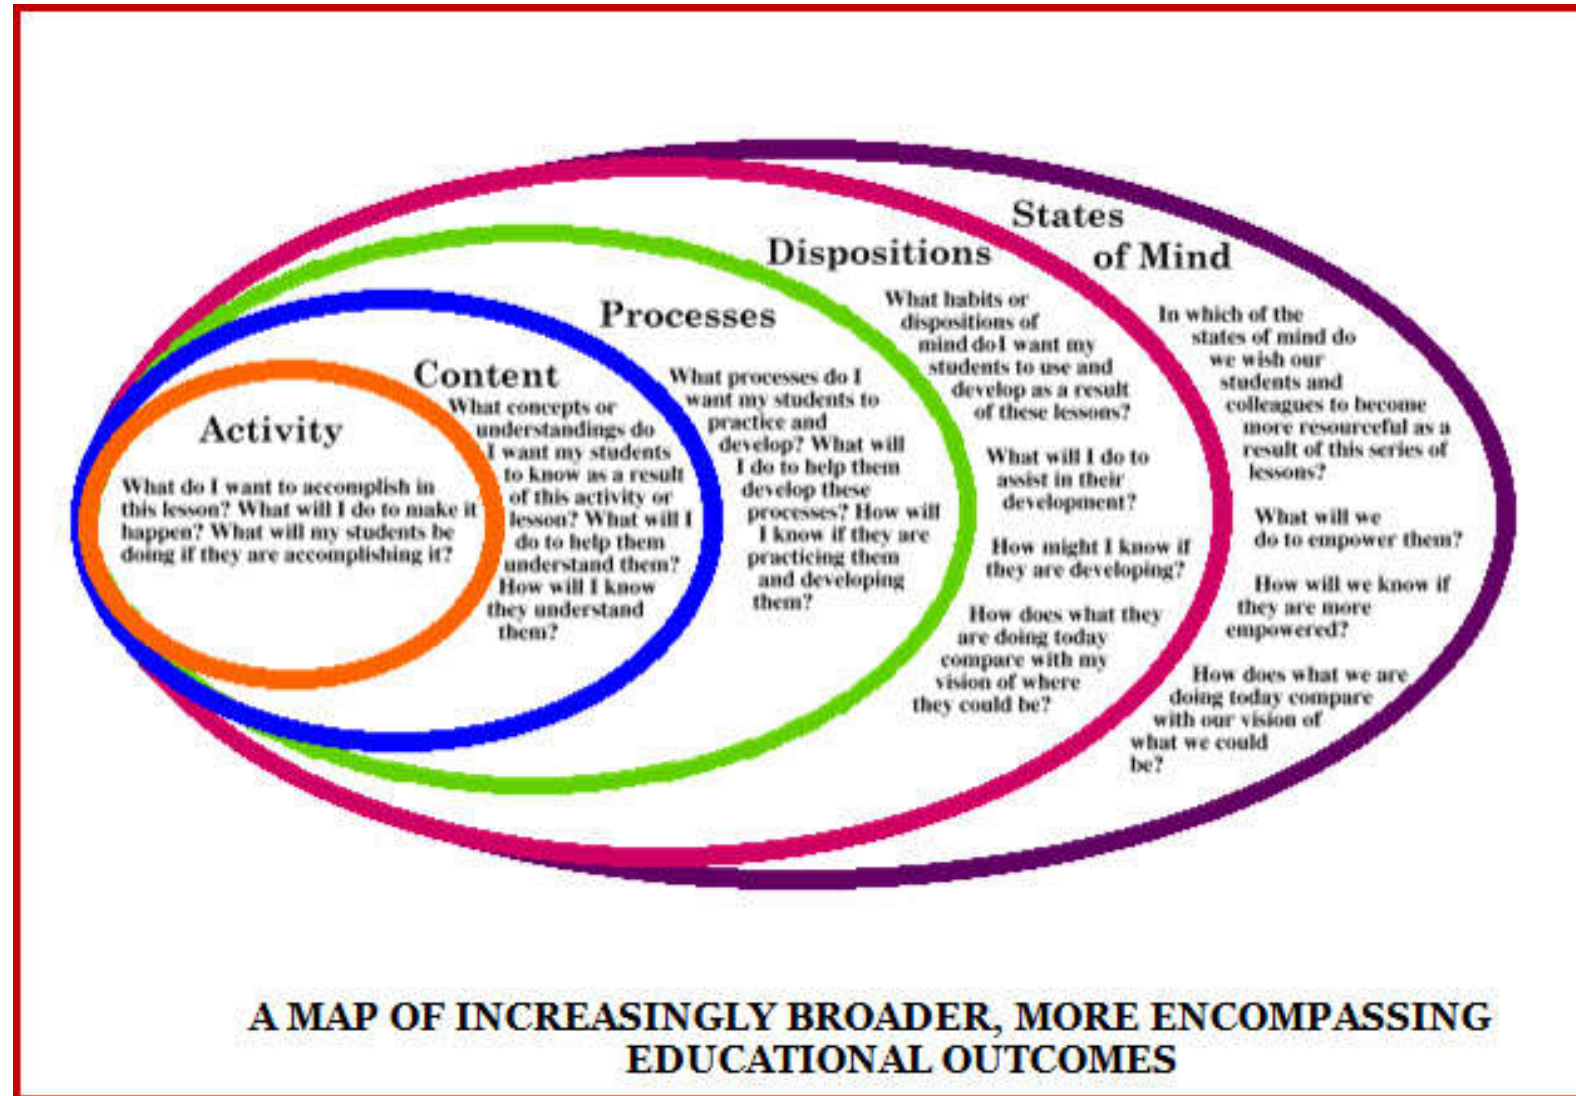 Activity
What do I want to accomplish in
this lesson? What will I do to make it
happen? What will my students be
doing if they are accomplishing it?
Content
What concepts or
understandings do
I want my students
to know as a result
of this activity or
lesson? What will I
do to help them
understand them?
How will I know
they understand
them?
Processes
What processes do I
want my students to
practice and
develop? What will
I do to help them
develop these
processes? How will
I know if they are
practicing them
and developing
them?
Dispositions
What habits or
dispositions of
mind do I want my
students to use and
develop as a result
of these lessons?
What will I do to
assist in their
development?
How might I know if
they are developing?
How does what they
are doing today
compare with my
vision of where
they could be?
States
of Mind
In which of the
states of mind do
we wish our
students and
colleagues to become
more resourceful as a
result of this series of
lessons?
What will we
do to empower them?
How will we know if
they are more
empowered?
How does what we are
doing today compare
with our vision of
what we could
be?
A MAP OF INCREASINGLY BROADER, MORE ENCOMPASSING
EDUCATIONAL OUTCOMES